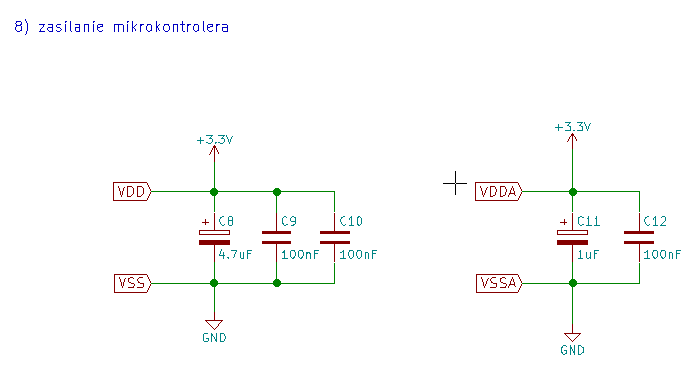 8) zasilanie mikrokontrolera
+3.3V
+3.3V
VDD
VDDA
+ C8
C9
C10
+ C11
C12
4.7uF
100nF
100nF
1uF
100nF
VSS
VSSA
GND
GND